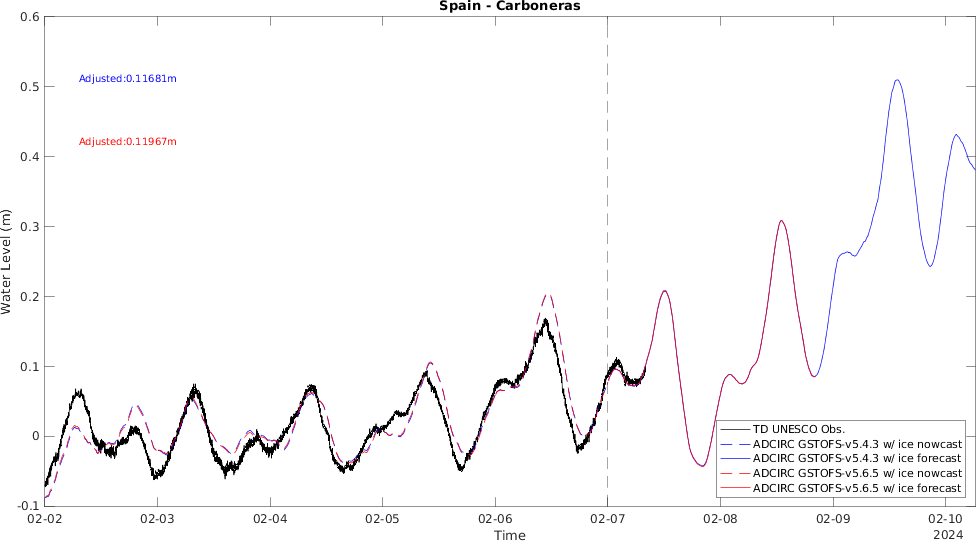 Spain - Carboneras
0.6
0.5
0.4
0.3
0.2
0.1
0
-0.1
Water Level (m)
Adjusted:0.11681m
Adjusted:0.11967m
TD UNESCO Obs.
ADCIRC GSTOFS-v5.4.3 w/ ice nowcast
ADCIRC GSTOFS-v5.4.3 w/ ice forecast
ADCIRC GSTOFS-v5.6.5 w/ ice nowcast
ADCIRC GSTOFS-v5.6.5 w/ ice forecast
02-02 02-03 02-04 02-05 02-06 02-07 02-08 02-09 02-10
Time
2024